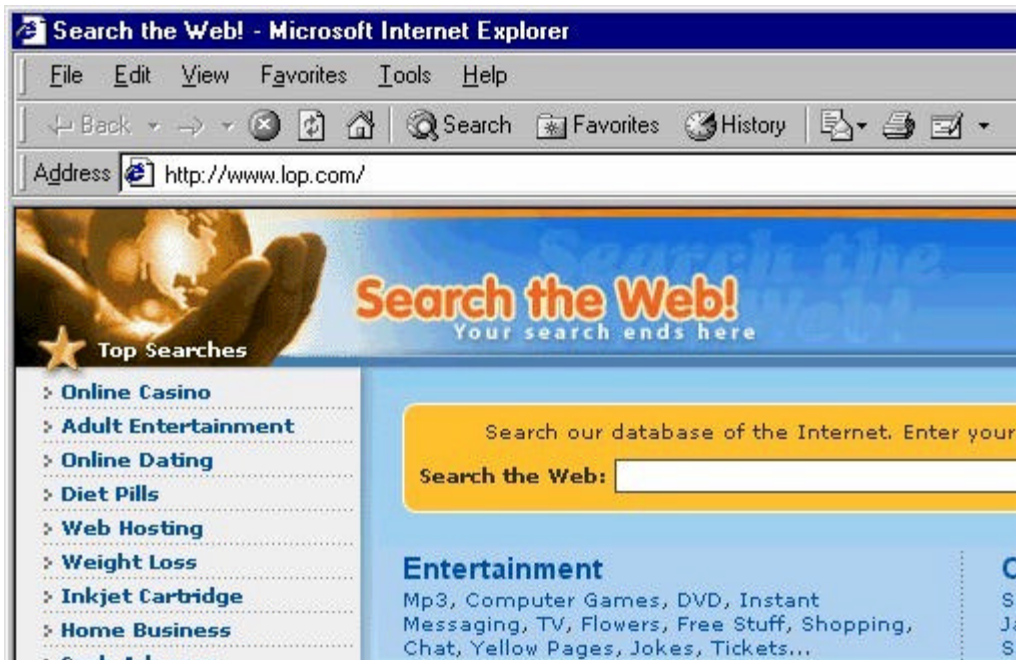 Search the Web! - Microsoft Internet Explorer
File Edit View Favorites Tools Help
Back Search Favorites History
Address http://www.lop.com/
Search the Web!
Search the Web!
Your search ends here
Top Searches
Online Casino
Adult Entertainment
Online Dating
Diet Pills
Web Hosting
Weight Loss
Inkjet Cartridge
Home Business
Search our database of the Internet. Enter your
Search the Web:
Entertainment
Mp3, Computer Games, DVD, Instant
Messaging, TV, Flowers, Free Stuff, Shopping,
Chat, Yellow Pages, Jokes, Tickets...